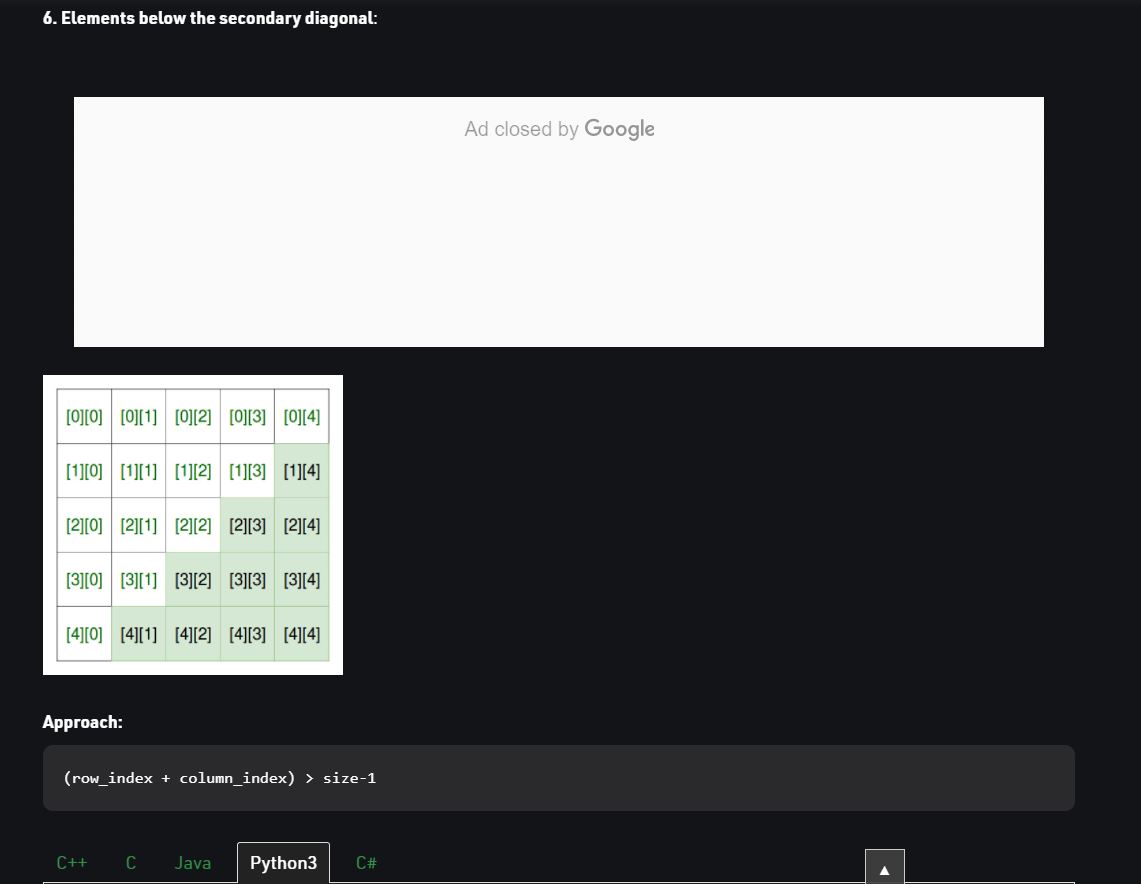 6. Elements below the secondary diagonal:
Ad closed by Google
[0][0] [0][1] [0][2] [0][3] [0][4]
[1][0] [1][1] [1][2] [1][3] [1][4]
[2][0] [2][1] [2][2] [2][3] [2][4]
[3][0] [3][1] [3][2] [3][3] [3][4]
[4][0] [4][1] [4][2] [4][3] [4][4]
Approach:
(row_index + column_index) > size-1
C++ C Java Python3 C#